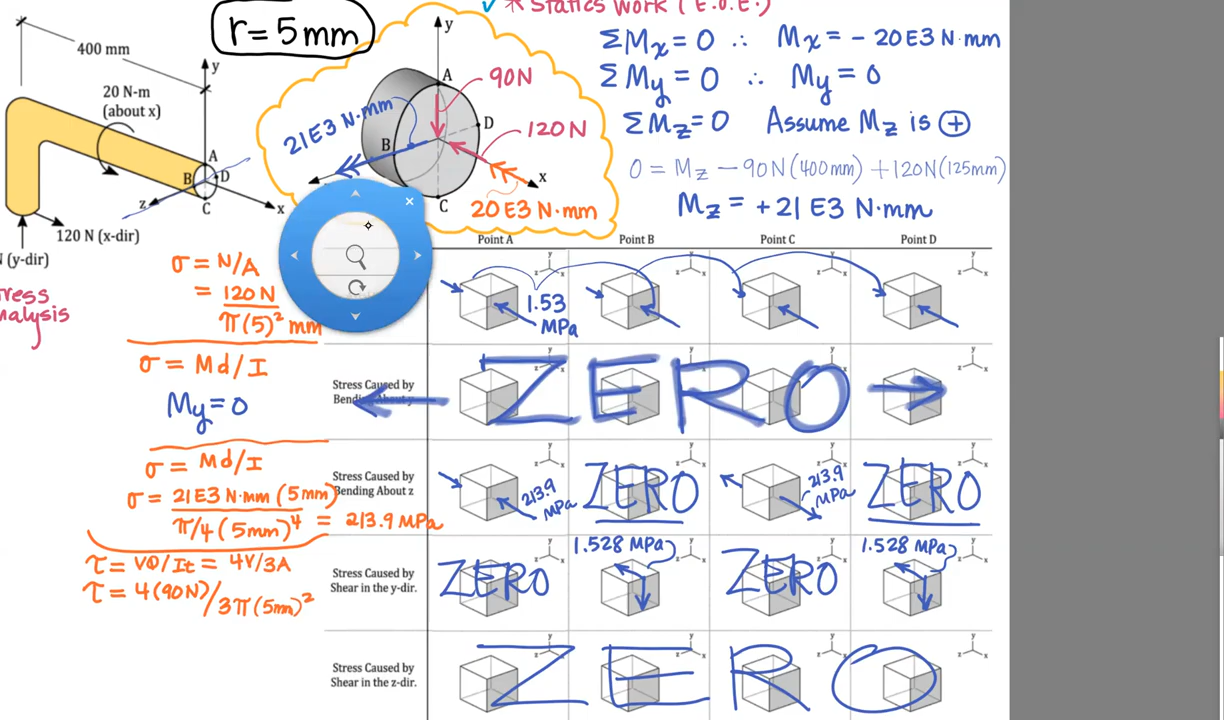 * Statics Work (E.O.E.)
r = 5mm
ΣMx = 0 ∴ Mx = - 20E3 N·mm
ΣMy = 0 ∴ My = 0
ΣMz = 0 Assume Mz is +
0 = Mz - 90N(400mm) + 120N(125mm)
Mz = +21 E3 N·mm
400 mm
20 N-m
(about x)
y
A
B
D
C
z
x
120 N (x-dir)
(y-dir)
y
A
90N
21E3 N·mm
D
120N
B
x
C
20E3 N·mm
Point A Point B Point C Point D
σ = N/A
= 120N
π(5)² mm
1.53
MPa
σ = Md/I
My = 0
Stress Caused by
ZERO
σ = Md/I
σ = 21E3 N·mm (5mm)
π/4 (5mm)⁴ = 213.9 MPa
Stress Caused by
Bending About z
213.9
MPa
ZERO
213.9
MPa
ZERO
τ = VQ/It = 4V/3A
τ = 4(90N)/3π(5mm)²
Stress Caused by
Shear in the y-dir.
ZERO
1.528 MPa
ZERO
1.528 MPa
Stress Caused by
Shear in the z-dir.
ZERO